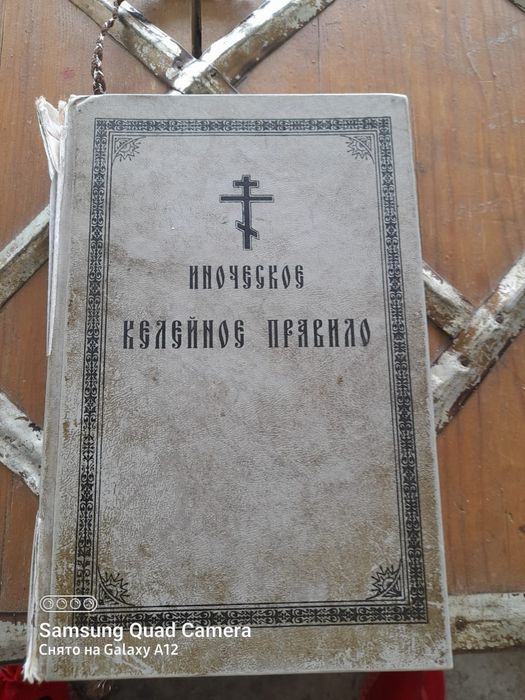 ИНОЧЕСКОЕ
КЕЛЕЙНОЕ ПРАВИЛО
Samsung Quad Camera
Снято на Galaxy A12